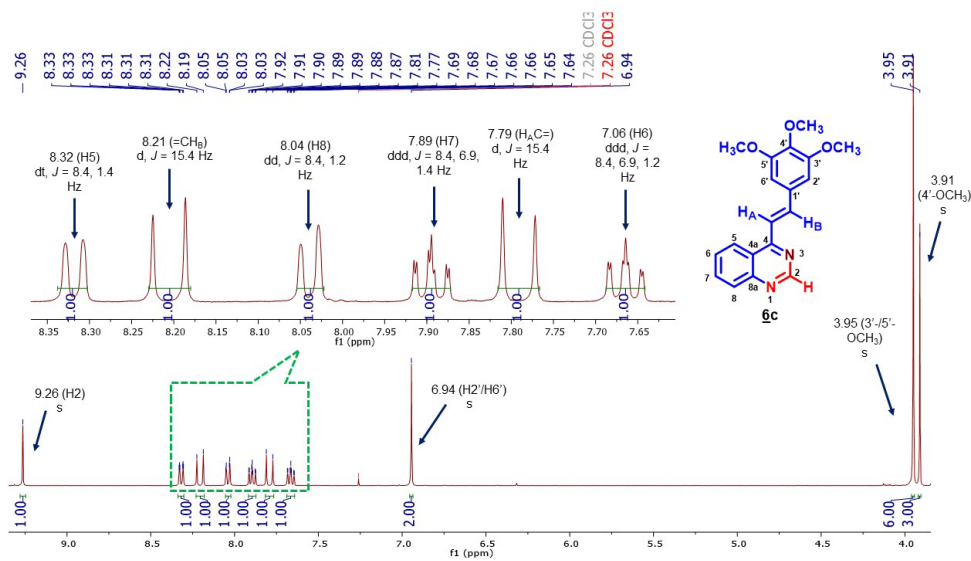 9.26
8.33
8.33
8.33
8.31
8.31
8.31
8.22
8.19
8.05
8.05
8.03
8.03
7.92
7.91
7.90
7.89
7.89
7.88
7.87
7.81
7.77
7.69
7.68
7.67
7.66
7.66
7.65
7.64
7.26 CDCl3
7.26 CDCl3
6.94
3.95
3.91
8.32 (H5)
dt, J = 8.4, 1.4
Hz
8.21 (=CHB)
d, J = 15.4 Hz
8.04 (H8)
dd, J = 8.4, 1.2
Hz
7.89 (H7)
ddd, J = 8.4, 6.9,
1.4 Hz
7.79 (HAC=)
d, J = 15.4
Hz
7.06 (H6)
ddd, J =
8.4, 6.9, 1.2
Hz
1.00
1.00
1.00
1.00
1.00
1.00
8.35 8.30 8.25 8.20 8.15 8.10 8.05 8.00 7.95 7.90 7.85 7.80 7.75 7.70 7.65
f1 (ppm)
OCH3
OCH3 4' OCH3
5' 3'
6' 2'
1'
HA HB
4
5 4a N 3
6
7 8a 2
8 N H
1
6c
3.91
(4'-OCH3)
s
3.95 (3'-/5'-
OCH3)
s
9.26 (H2)
s
6.94 (H2'/H6')
s
1.00
1.00
1.00
1.00
1.00
1.00
1.00
2.00
6.00
3.00
9.0 8.5 8.0 7.5 7.0 6.5 6.0 5.5 5.0 4.5 4.0
f1 (ppm)